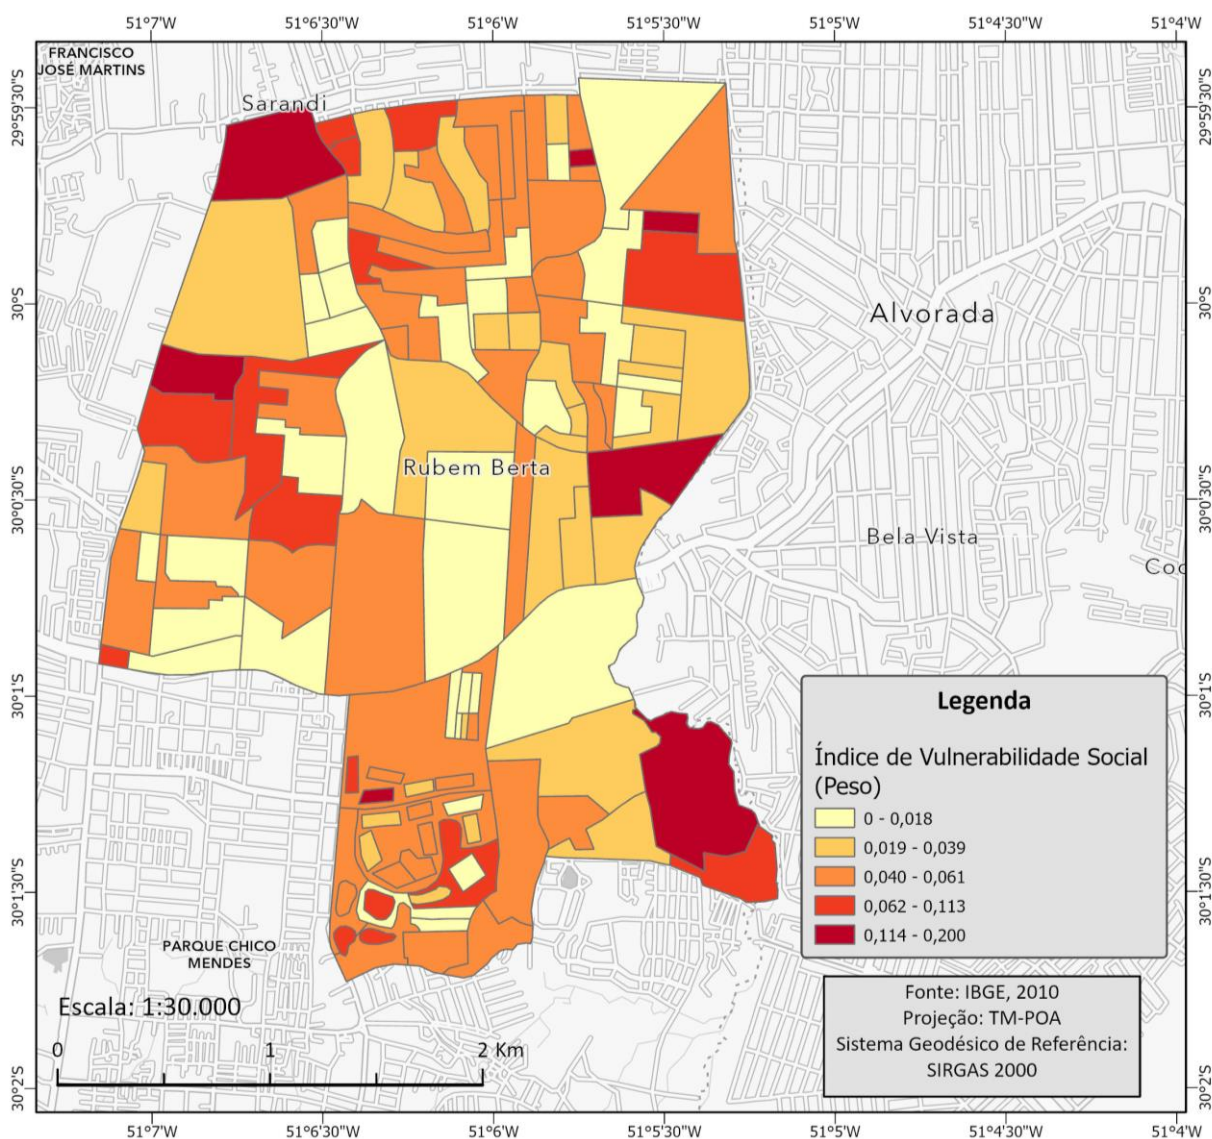 51°7'W 51°6'30"W 51°6'W 51°5'30"W 51°5'W 51°4'30"W 51°4'W
FRANCISCO
JOSÉ MARTINS
Sarandi
29°59'30"S 29°59'30"S
30°S 30°S
Alvorada
Rubem Berta
30°0'30"S 30°0'30"S
Bela Vista
Coc
30°1'S 30°1'S
Legenda
Índice de Vulnerabilidade Social
(Peso)
0 - 0,018
0,019 - 0,039
0,040 - 0,061
0,062 - 0,113
0,114 - 0,200
30°1'30"S 30°1'30"S
PARQUE CHICO
MENDES
Escala: 1:30.000
0 1 2 Km
Fonte: IBGE, 2010
Projeção: TM-POA
Sistema Geodésico de Referência:
SIRGAS 2000
30°2'S 30°2'S
51°7'W 51°6'30"W 51°6'W 51°5'30"W 51°5'W 51°4'30"W 51°4'W